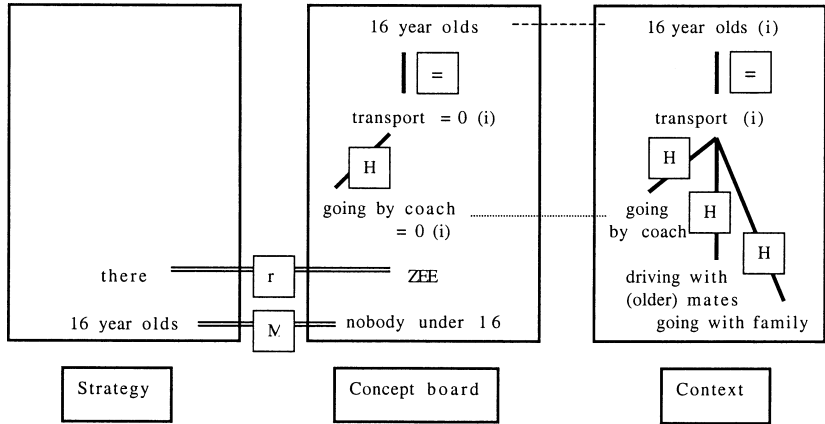 16 year olds
=
transport = 0 (i)
H
going by coach
= 0 (i)
there
r
ZEE
16 year olds
M
nobody under 16
16 year olds (i)
=
transport (i)
H
going
by coach
H
H
driving with
(older) mates
going with family
Strategy
Concept board
Context